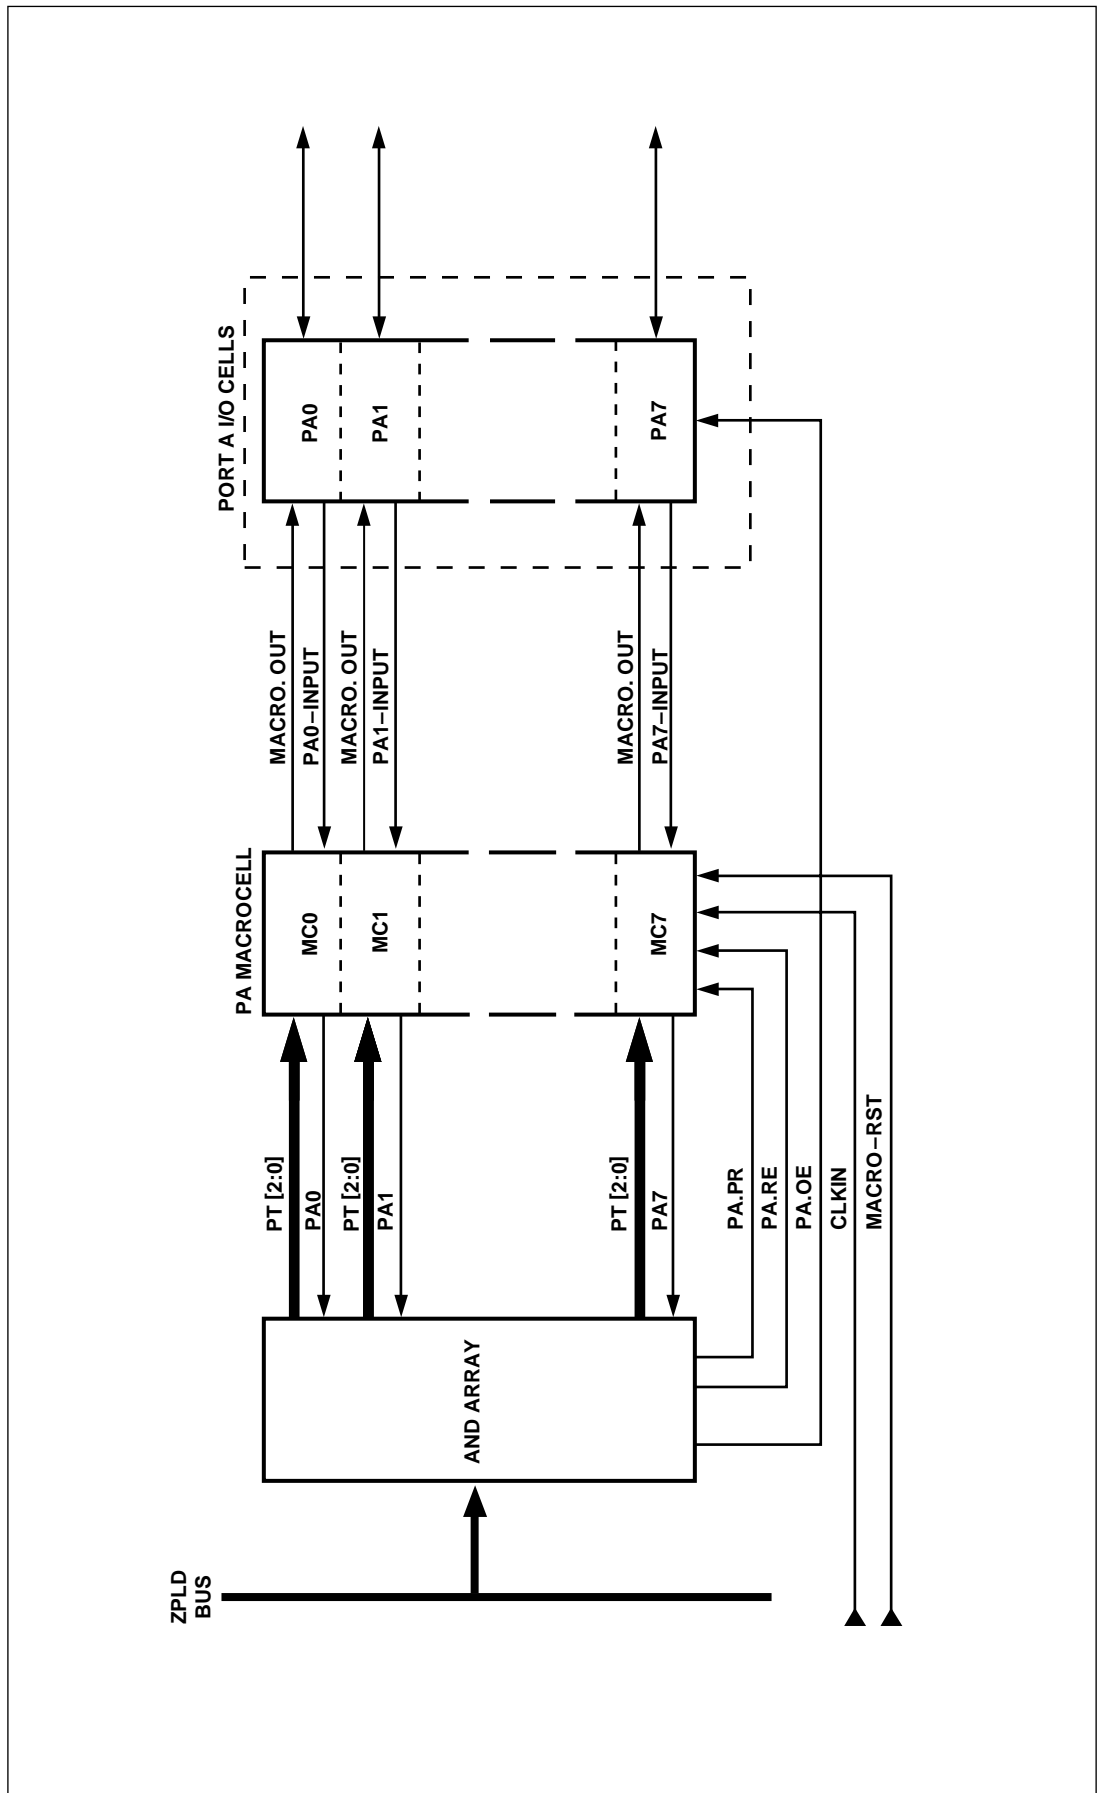 ZPLD
BUS
AND ARRAY
PT [2:0]
PA0
PT [2:0]
PA1
PT [2:0]
PA7
PA.PR
PA.RE
PA.OE
CLKIN
MACRO–RST
PA MACROCELL
MC0
MC1
MC7
MACRO. OUT
PA0–INPUT
MACRO. OUT
PA1–INPUT
MACRO. OUT
PA7–INPUT
PORT A I/O CELLS
PA0
PA1
PA7